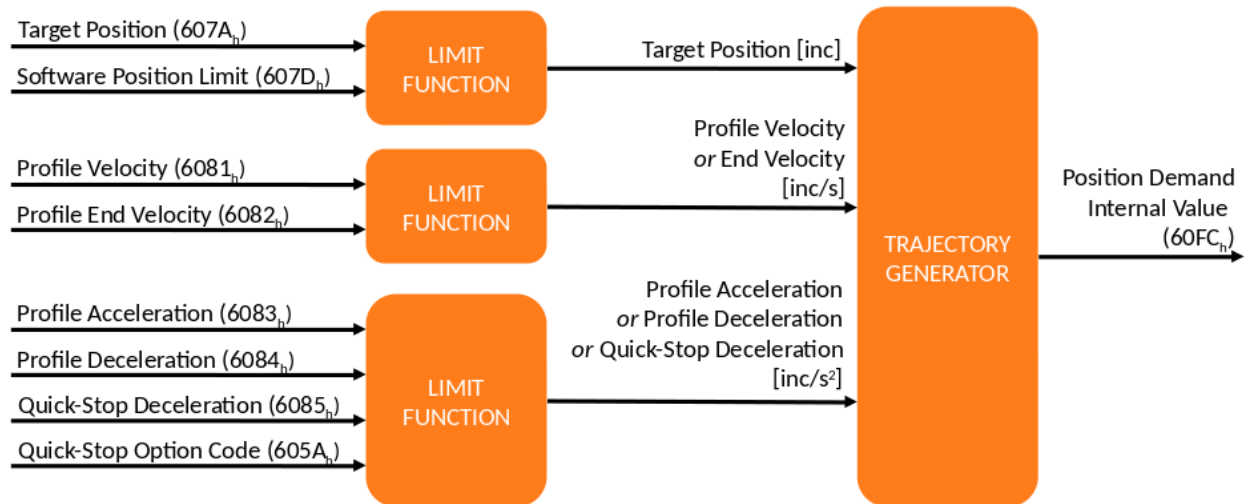 Target Position (607Aₕ)
Software Position Limit (607Dₕ)
LIMIT
FUNCTION
Target Position [inc]
Profile Velocity (6081ₕ)
Profile End Velocity (6082ₕ)
LIMIT
FUNCTION
Profile Velocity
or End Velocity
[inc/s]
Profile Acceleration (6083ₕ)
Profile Deceleration (6084ₕ)
Quick-Stop Deceleration (6085ₕ)
Quick-Stop Option Code (605Aₕ)
LIMIT
FUNCTION
Profile Acceleration
or Profile Deceleration
or Quick-Stop Deceleration
[inc/s²]
TRAJECTORY
GENERATOR
Position Demand
Internal Value
(60FCₕ)